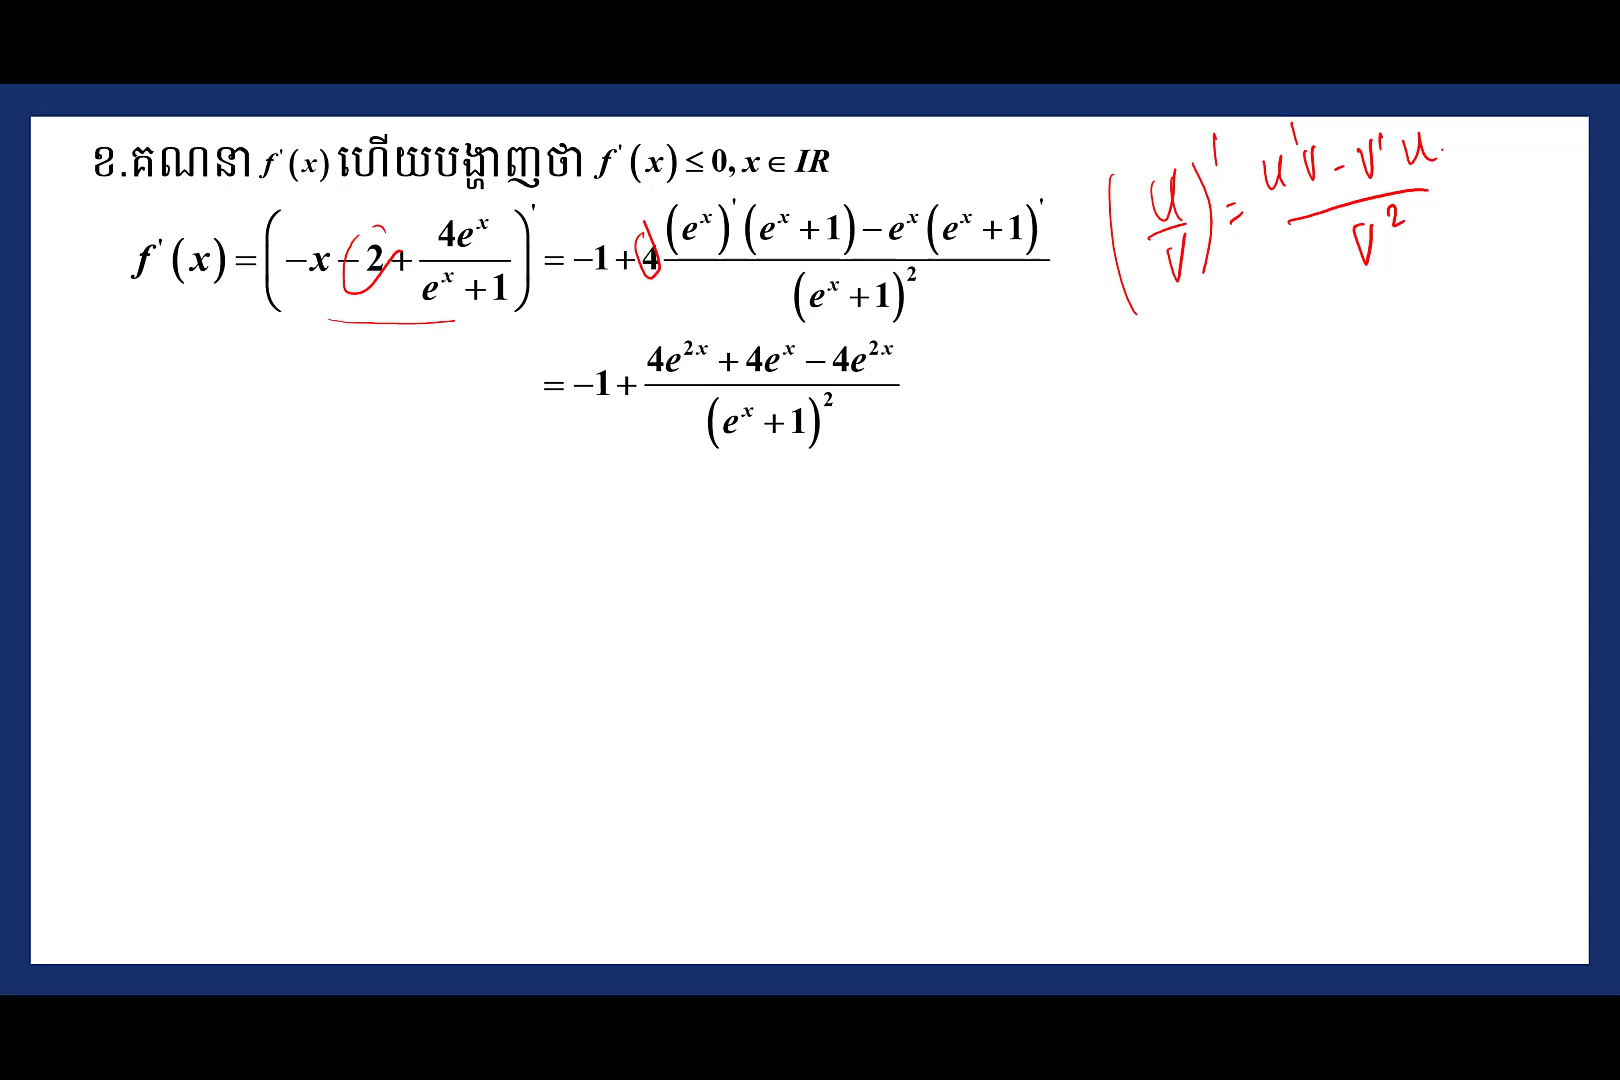 ខ.គណនា f'(x) ហើយបង្ហាញថា f'(x) ≤ 0, x ∈ IR
f'(x) = (−x − 2 + 4eˣ/(eˣ + 1))' = −1 + 4 ((eˣ)'(eˣ + 1) − eˣ(eˣ + 1)')/(eˣ + 1)²
(u/v)' = (u'v − v'u)/v²
= −1 + (4e²ˣ + 4eˣ − 4e²ˣ)/(eˣ + 1)²